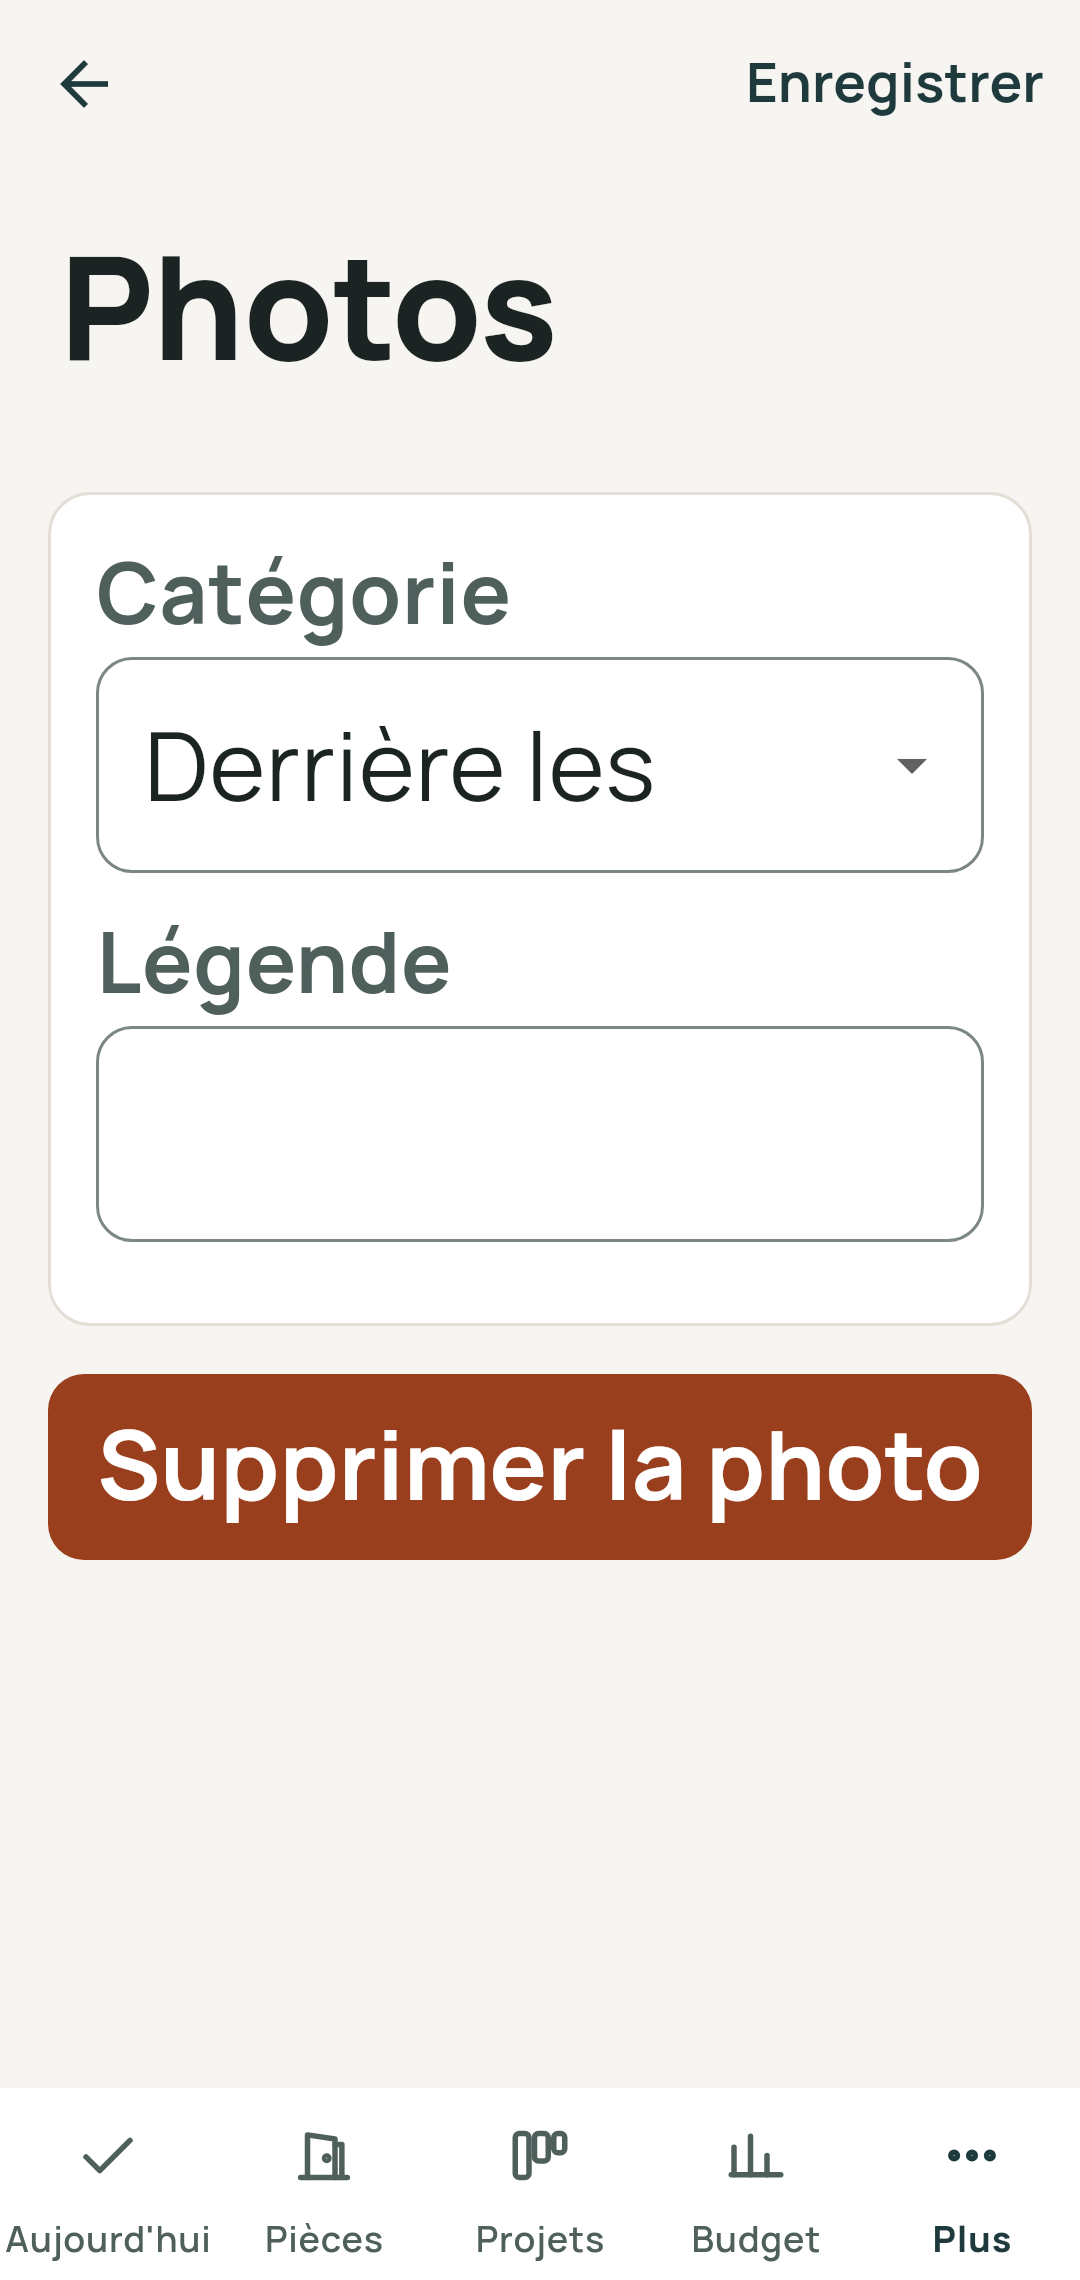 Enregistrer
Photos
Catégorie
Derrière les
Légende
Supprimer la photo
Aujourd'hui
Pièces
Projets
Budget
Plus